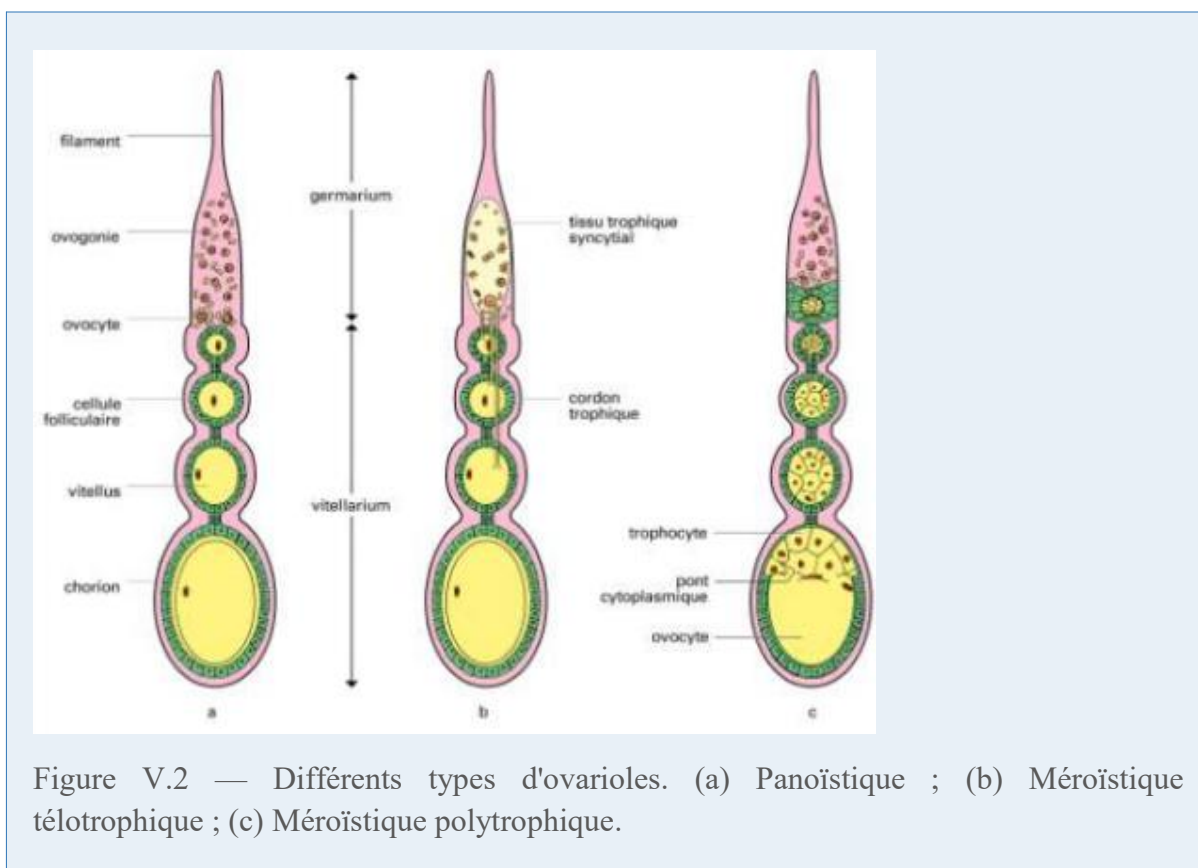 filament
germarium
ovogonie
tissu trophique
syncytial
ovocyte
cellule
folliculaire
cordon
trophique
vitellus
vitellarium
trophocyte
chorion
pont
cytoplasmique
ovocyte
a
b
c
Figure V.2 — Différents types d'ovarioles. (a) Panoïstique ; (b) Méroïstique
télotrophique ; (c) Méroïstique polytrophique.